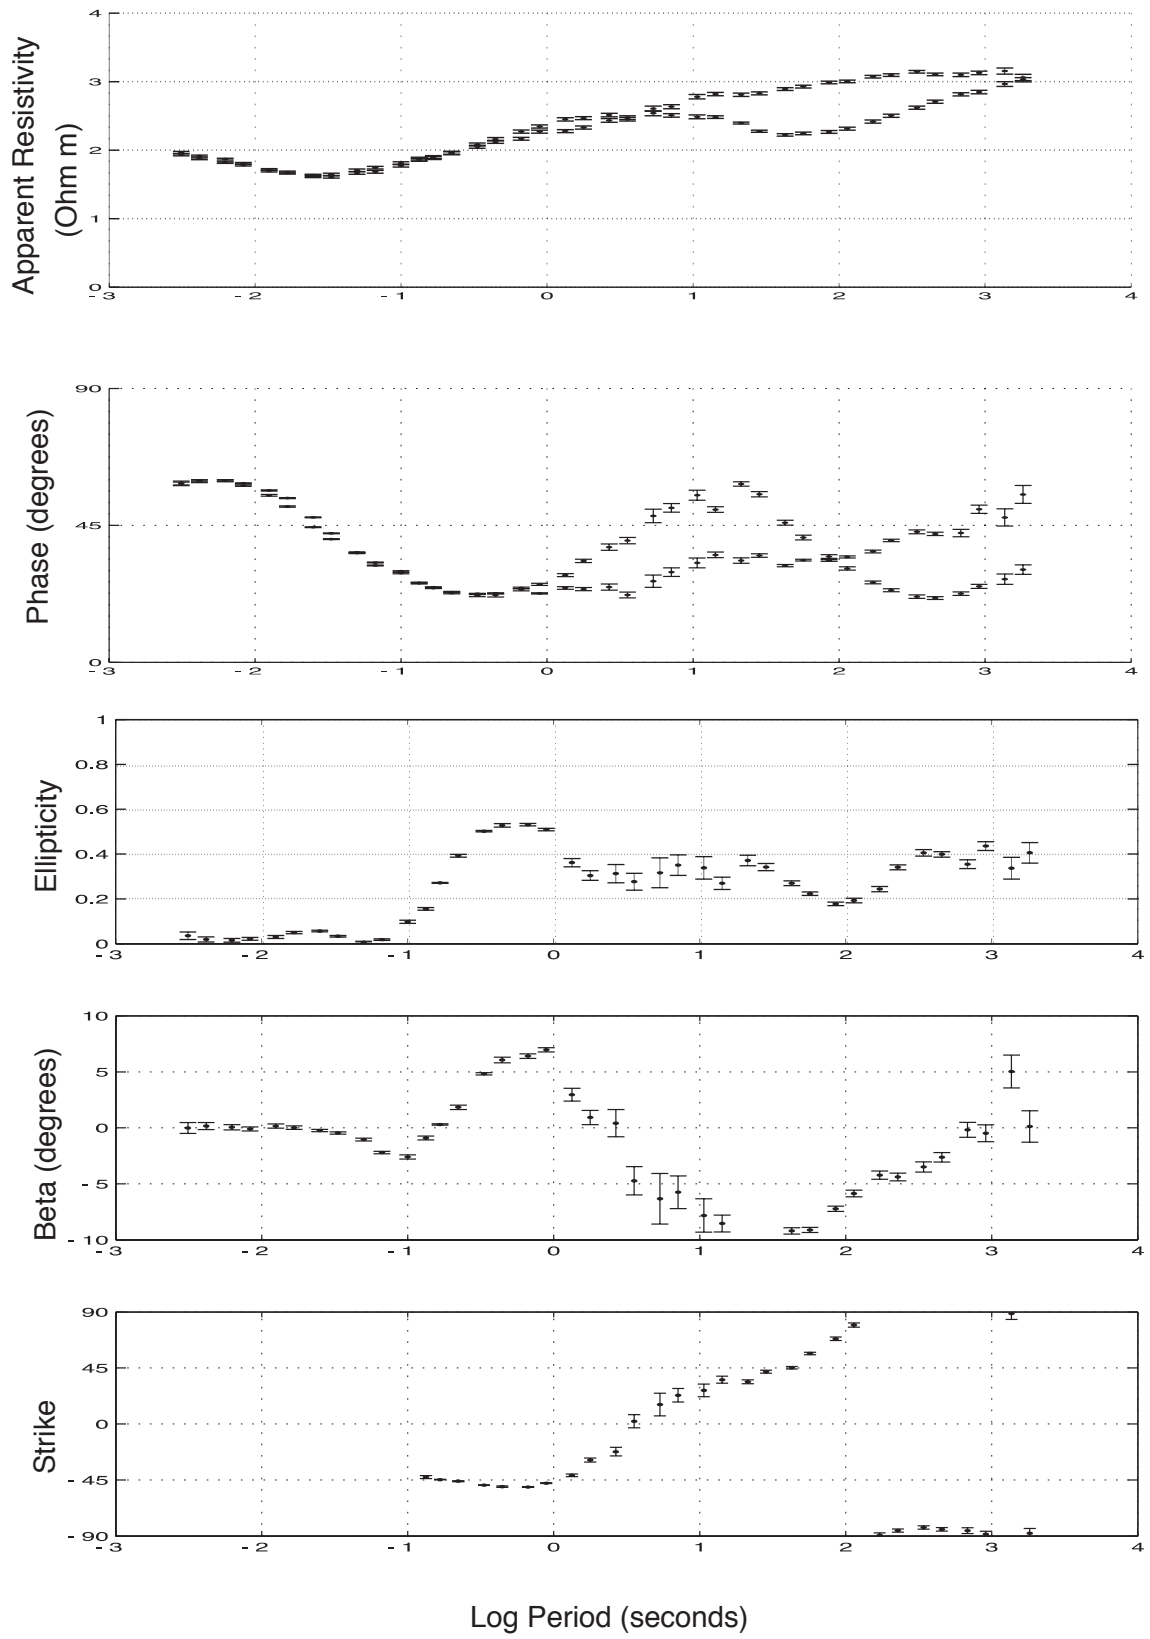 4
3
2
1
0
Apparent Resistivity
(Ohm m)
-3 -2 -1 0 1 2 3 4
90
45
0
Phase (degrees)
-3 -2 -1 0 1 2 3 4
1
0.8
0.6
0.4
0.2
0
Ellipticity
-3 -2 -1 0 1 2 3 4
10
5
0
-5
-10
Beta (degrees)
-3 -2 -1 0 1 2 3 4
90
45
0
-45
-90
Strike
-3 -2 -1 0 1 2 3 4
Log Period (seconds)